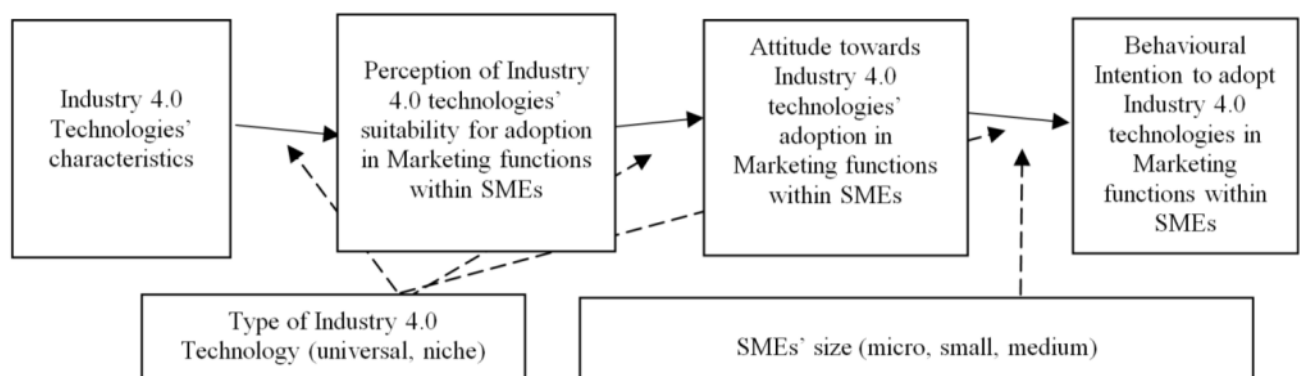 Industry 4.0
Technologies’
characteristics
Perception of Industry
4.0 technologies’
suitability for adoption
in Marketing functions
within SMEs
Attitude towards
Industry 4.0
technologies’
adoption in
Marketing functions
within SMEs
Behavioural
Intention to adopt
Industry 4.0
technologies in
Marketing
functions within
SMEs
Type of Industry 4.0
Technology (universal, niche)
SMEs’ size (micro, small, medium)